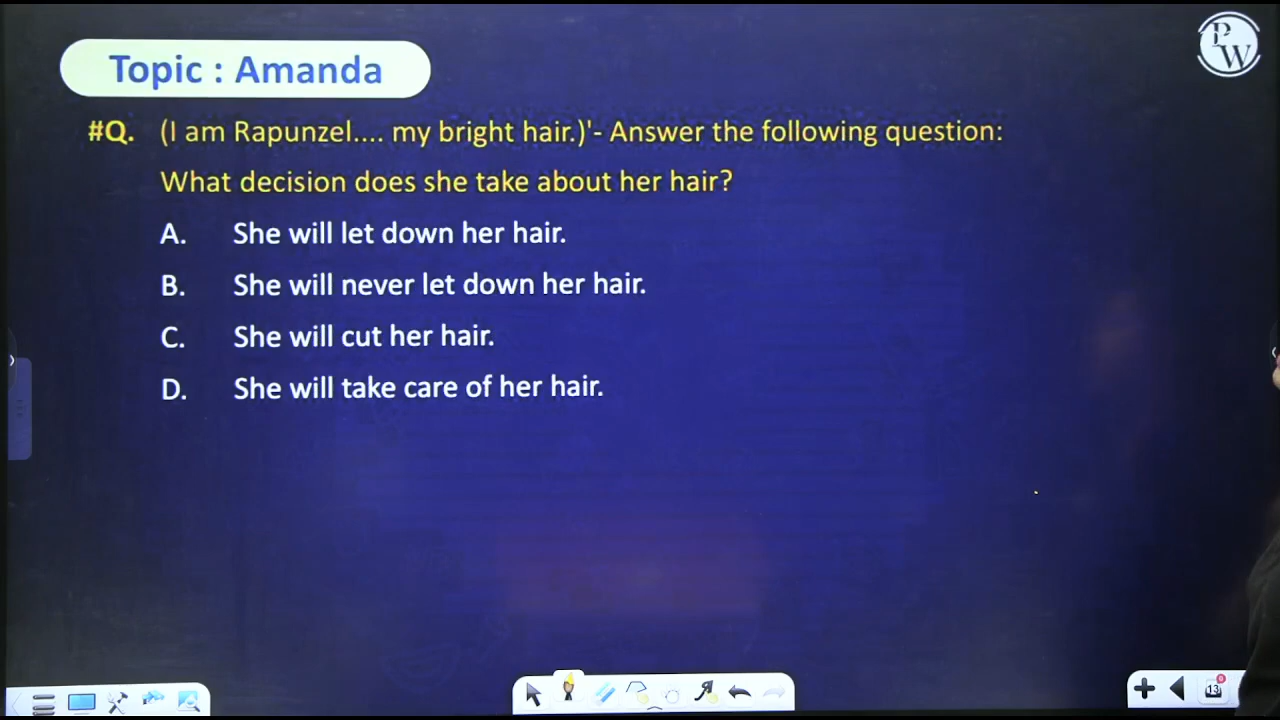 PW
Topic : Amanda
#Q. (I am Rapunzel.... my bright hair.)'- Answer the following question:
What decision does she take about her hair?
A. She will let down her hair.
B. She will never let down her hair.
C. She will cut her hair.
D. She will take care of her hair.
13